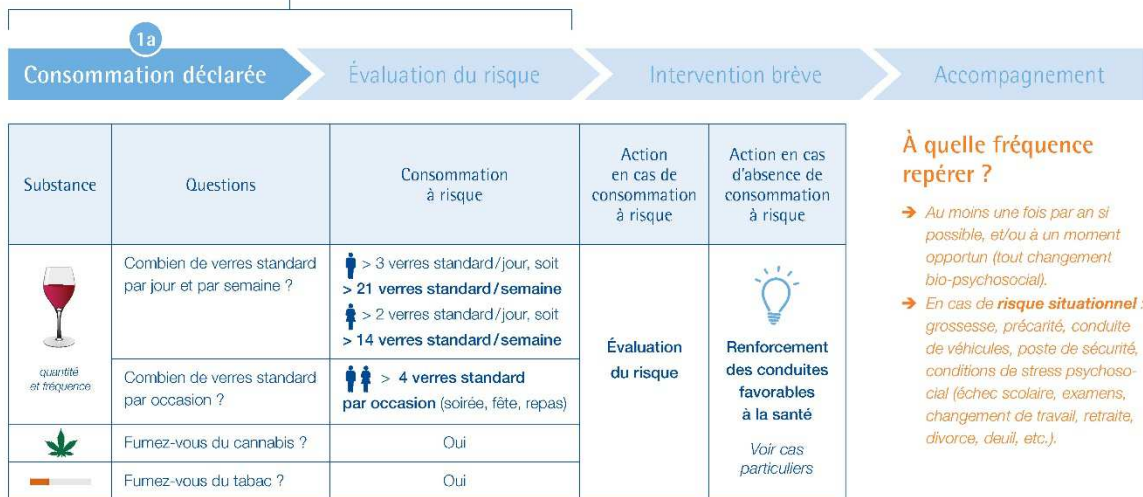 1a
Consommation déclarée
Évaluation du risque
Intervention brève
Accompagnement
Substance
Questions
Consommation
à risque
Action
en cas de
consommation
à risque
Action en cas
d'absence de
consommation
à risque
quantité
et fréquence
Combien de verres standard
par jour et par semaine ?
> 3 verres standard/jour, soit
> 21 verres standard/semaine
> 2 verres standard/jour, soit
> 14 verres standard/semaine
Combien de verres standard
par occasion ?
> 4 verres standard
par occasion (soirée, fête, repas)
Fumez-vous du cannabis ?
Oui
Fumez-vous du tabac ?
Oui
Évaluation
du risque
Renforcement
des conduites
favorables
à la santé
Voir cas
particuliers
À quelle fréquence
repérer ?
➔ Au moins une fois par an si
possible, et/ou à un moment
opportun (tout changement
bio-psychosocial).
➔ En cas de risque situationnel :
grossesse, précarité, conduite
de véhicules, poste de sécurité,
conditions de stress psychoso-
cial (échec scolaire, examens,
changement de travail, retraite,
divorce, deuil, etc.).